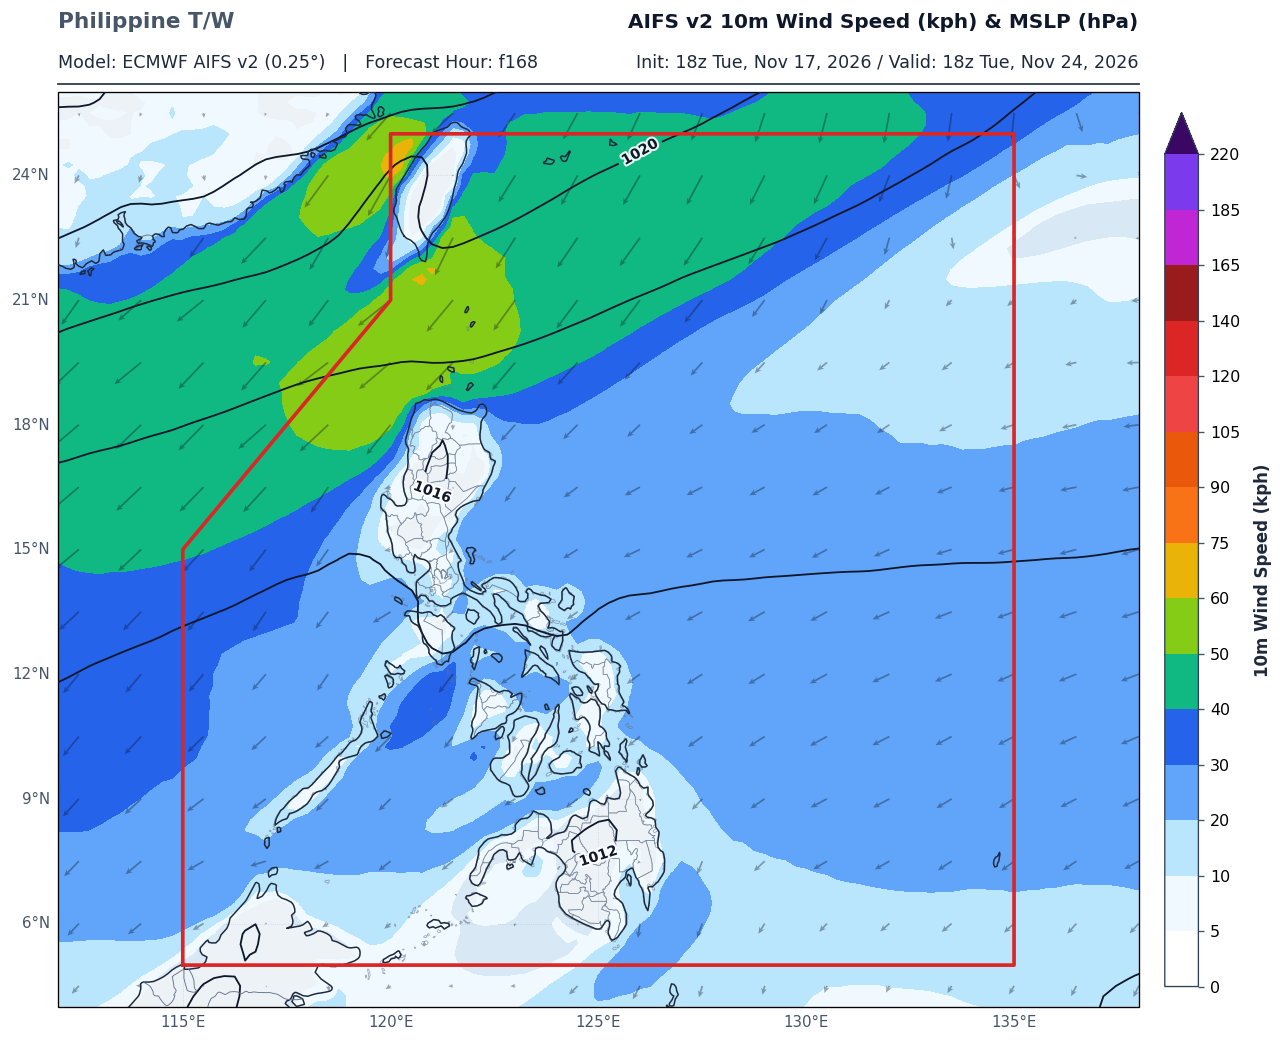 Philippine T/W
AIFS v2 10m Wind Speed (kph) & MSLP (hPa)
Model: ECMWF AIFS v2 (0.25°) | Forecast Hour: f168
Init: 18z Tue, Nov 17, 2026 / Valid: 18z Tue, Nov 24, 2026
24°N
21°N
18°N
15°N
12°N
9°N
6°N
115°E
120°E
125°E
130°E
135°E
1020
1016
1012
220
185
165
140
120
105
90
75
60
50
40
30
20
10
5
0
10m Wind Speed (kph)